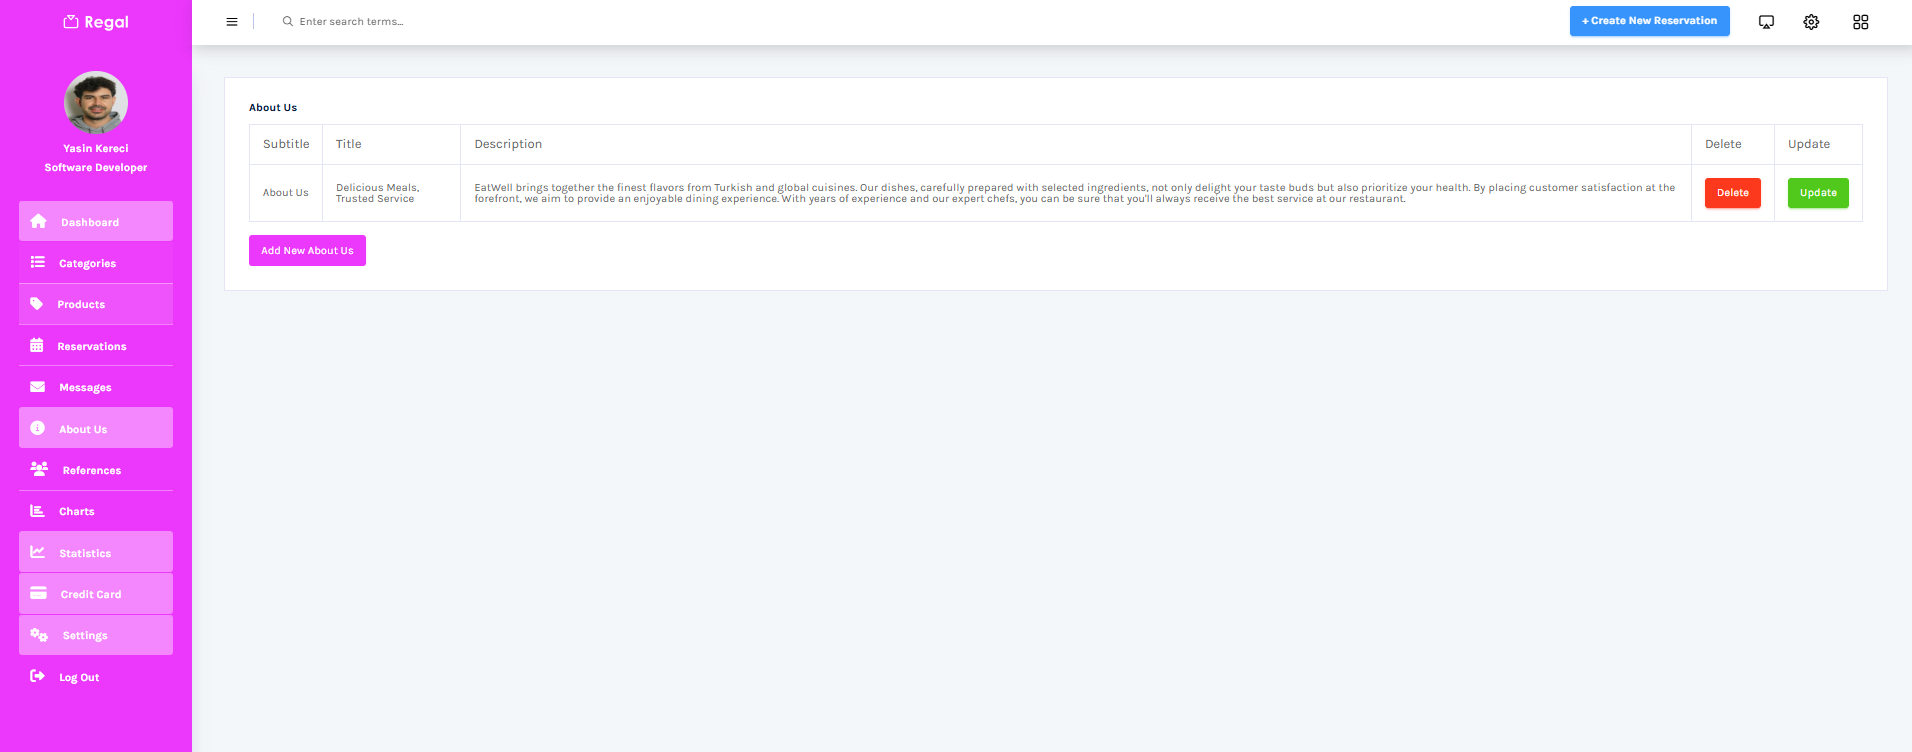 Regal
Enter search terms...
+ Create New Reservation
Yasin Kereci
Software Developer
Dashboard
Categories
Products
Reservations
Messages
About Us
References
Charts
Statistics
Credit Card
Settings
Log Out
About Us
Subtitle Title Description Delete Update
About Us
Delicious Meals,
Trusted Service
EatWell brings together the finest flavors from Turkish and global cuisines. Our dishes, carefully prepared with selected ingredients, not only delight your taste buds but also prioritize your health. By placing customer satisfaction at the
forefront, we aim to provide an enjoyable dining experience. With years of experience and our expert chefs, you can be sure that you'll always receive the best service at our restaurant.
Delete
Update
Add New About Us